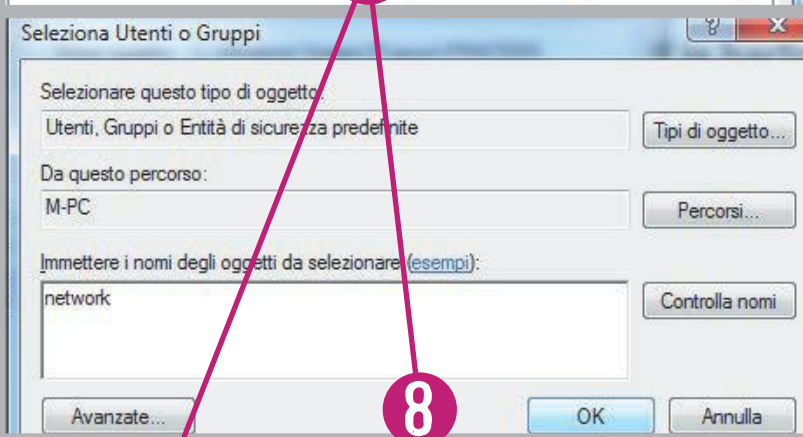 Seleziona Utenti o Gruppi
?
X
Selezionare questo tipo di oggetto:
Utenti, Gruppi o Entità di sicurezza predefinite
Tipi di oggetto...
Da questo percorso:
M-PC
Percorsi...
Immettere i nomi degli oggetti da selezionare (esempi):
network
Controlla nomi
Avanzate...
8
OK
Annulla